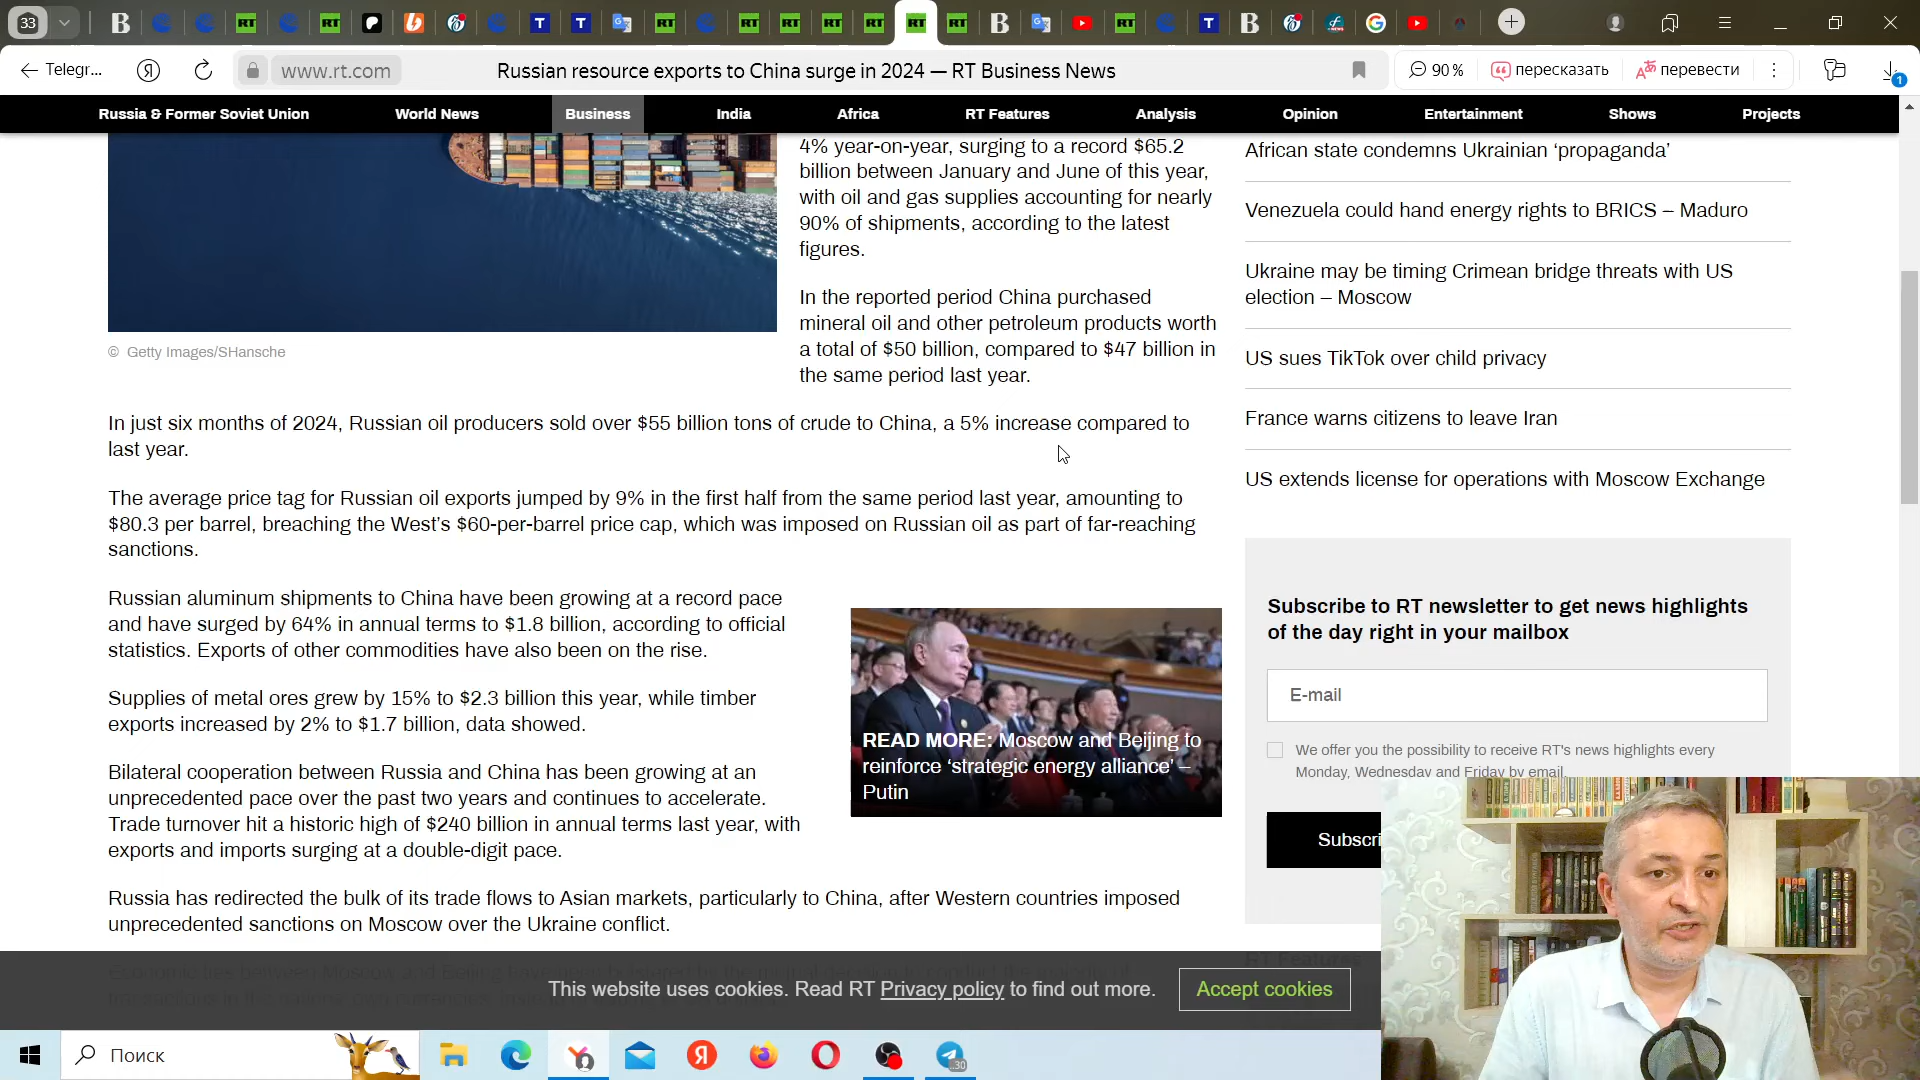 33
Telegr...
www.rt.com
Russian resource exports to China surge in 2024 — RT Business News
90 %
пересказать
перевести
1
Russia & Former Soviet Union
World News
Business
India
Africa
RT Features
Analysis
Opinion
Entertainment
Shows
Projects
4% year-on-year, surging to a record $65.2
billion between January and June of this year,
with oil and gas supplies accounting for nearly
90% of shipments, according to the latest
figures.
In the reported period China purchased
mineral oil and other petroleum products worth
a total of $50 billion, compared to $47 billion in
the same period last year.
© Getty Images/SHansche
In just six months of 2024, Russian oil producers sold over $55 billion tons of crude to China, a 5% increase compared to
last year.
The average price tag for Russian oil exports jumped by 9% in the first half from the same period last year, amounting to
$80.3 per barrel, breaching the West’s $60-per-barrel price cap, which was imposed on Russian oil as part of far-reaching
sanctions.
Russian aluminum shipments to China have been growing at a record pace
and have surged by 64% in annual terms to $1.8 billion, according to official
statistics. Exports of other commodities have also been on the rise.
Supplies of metal ores grew by 15% to $2.3 billion this year, while timber
exports increased by 2% to $1.7 billion, data showed.
Bilateral cooperation between Russia and China has been growing at an
unprecedented pace over the past two years and continues to accelerate.
Trade turnover hit a historic high of $240 billion in annual terms last year, with
exports and imports surging at a double-digit pace.
READ MORE: Moscow and Beijing to
reinforce ‘strategic energy alliance’ –
Putin
Russia has redirected the bulk of its trade flows to Asian markets, particularly to China, after Western countries imposed
unprecedented sanctions on Moscow over the Ukraine conflict.
African state condemns Ukrainian ‘propaganda’
Venezuela could hand energy rights to BRICS – Maduro
Ukraine may be timing Crimean bridge threats with US
election – Moscow
US sues TikTok over child privacy
France warns citizens to leave Iran
US extends license for operations with Moscow Exchange
Subscribe to RT newsletter to get news highlights
of the day right in your mailbox
E-mail
We offer you the possibility to receive RT's news highlights every
Monday, Wednesday and Friday by email.
Subscri
RT Features
This website uses cookies. Read RT Privacy policy to find out more.
Accept cookies
Поиск
30